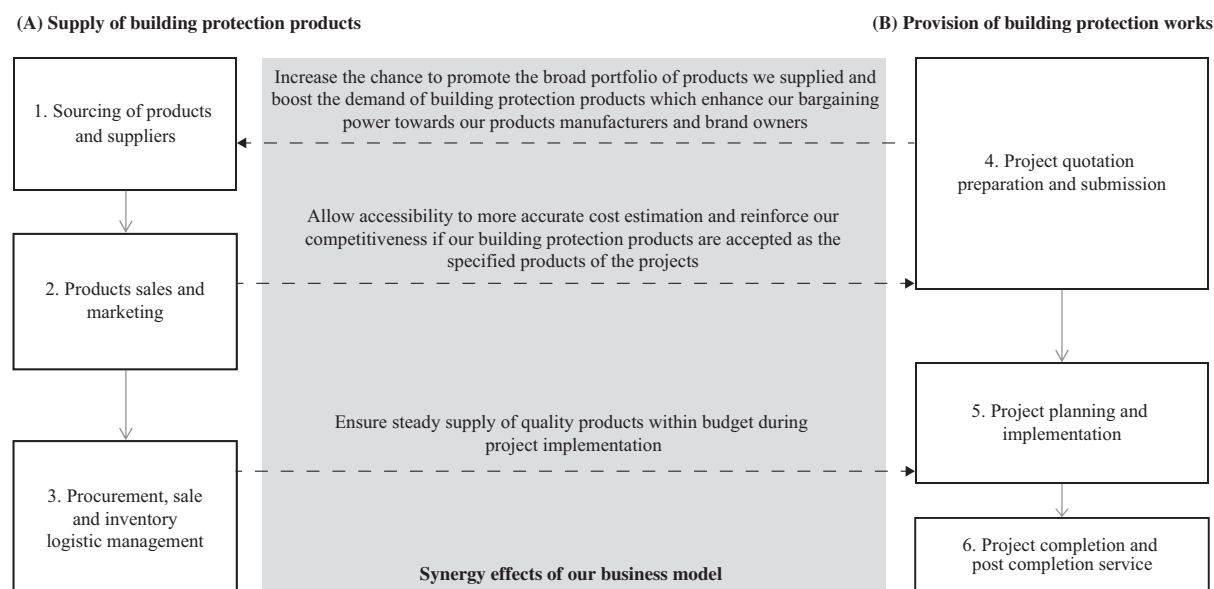 (A) Supply of building protection products
(B) Provision of building protection works
1. Sourcing of products
and suppliers
Increase the chance to promote the broad portfolio of products we supplied and
boost the demand of building protection products which enhance our bargaining
power towards our products manufacturers and brand owners
4. Project quotation
preparation and submission
Allow accessibility to more accurate cost estimation and reinforce our
competitiveness if our building protection products are accepted as the
specified products of the projects
2. Products sales and
marketing
Ensure steady supply of quality products within budget during
project implementation
5. Project planning and
implementation
3. Procurement, sale
and inventory
logistic management
6. Project completion and
post completion service
Synergy effects of our business model